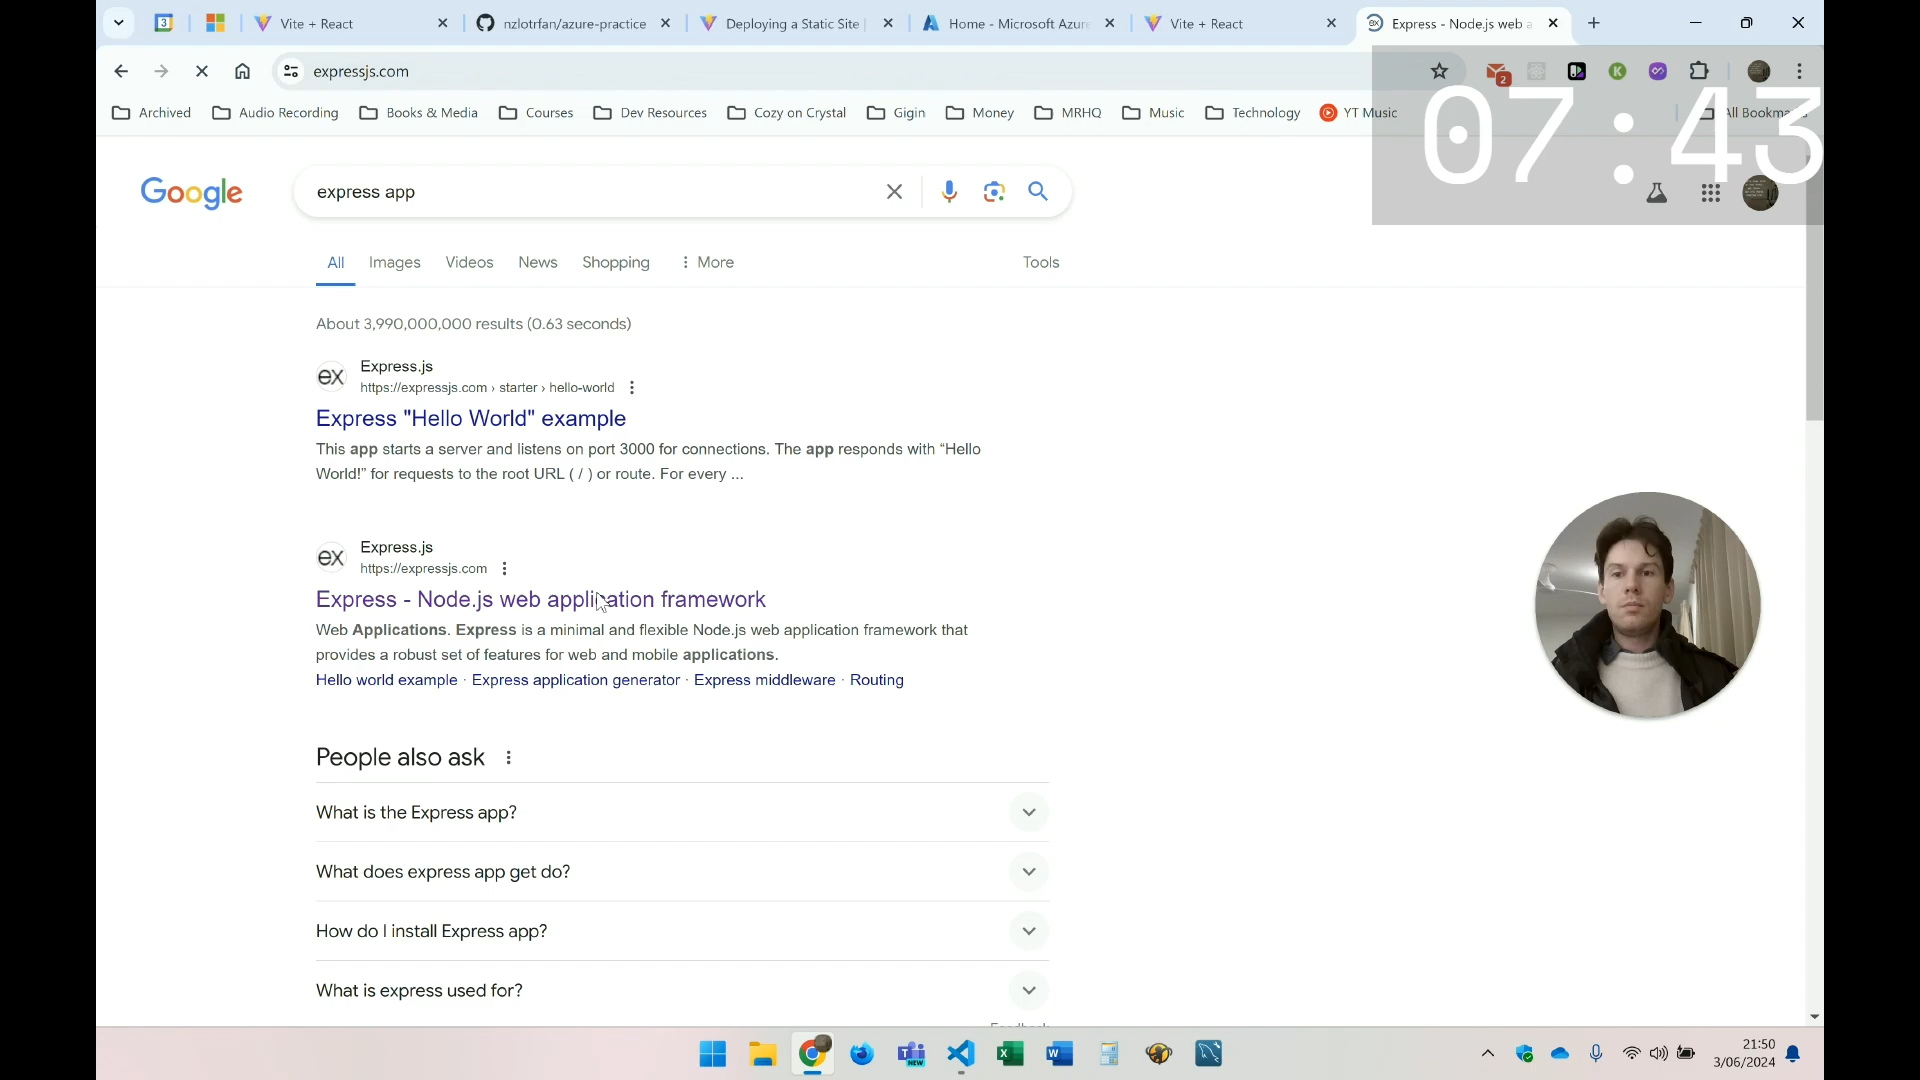 Vite + React
nzlotrfan/azure-practice
Deploying a Static Site |
Home - Microsoft Azure
Vite + React
Express - Node.js web a
expressjs.com
2
07:43
Archived
Audio Recording
Books & Media
Courses
Dev Resources
Cozy on Crystal
Gigin
Money
MRHQ
Music
Technology
YT Music
All Bookma
Google
express app
All
Images
Videos
News
Shopping
More
Tools
About 3,990,000,000 results (0.63 seconds)
ex
Express.js
https://expressjs.com › starter › hello-world
Express "Hello World" example
This app starts a server and listens on port 3000 for connections. The app responds with “Hello
World!” for requests to the root URL ( / ) or route. For every ...
ex
Express.js
https://expressjs.com
Express - Node.js web application framework
Web Applications. Express is a minimal and flexible Node.js web application framework that
provides a robust set of features for web and mobile applications.
Hello world example · Express application generator · Express middleware · Routing
People also ask
What is the Express app?
What does express app get do?
How do I install Express app?
What is express used for?
Feedback
21:50
3/06/2024